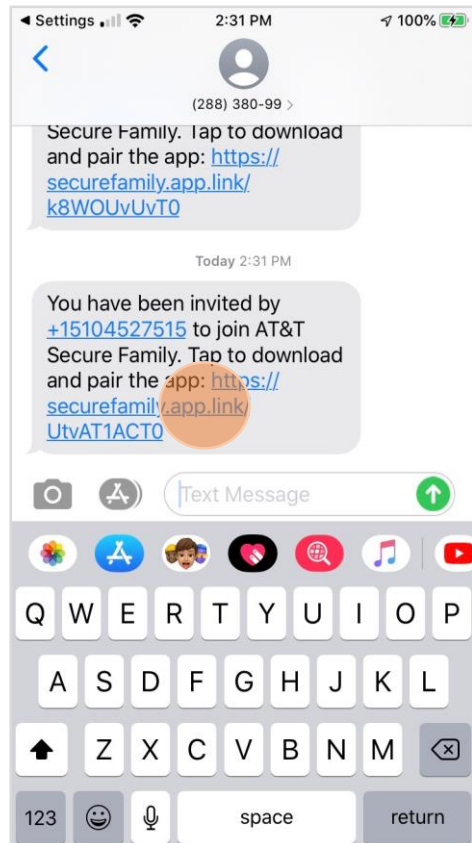 Settings 2:31 PM 100%
(288) 380-99 >
Secure Family. Tap to download
and pair the app: https://
securefamily.app.link/
k8WOUvUvT0
Today 2:31 PM
You have been invited by
+15104527515 to join AT&T
Secure Family. Tap to download
and pair the app: https://
securefamily.app.link/
UtvAT1ACT0
Text Message
Q W E R T Y U I O P
A S D F G H J K L
Z X C V B N M
123 space return